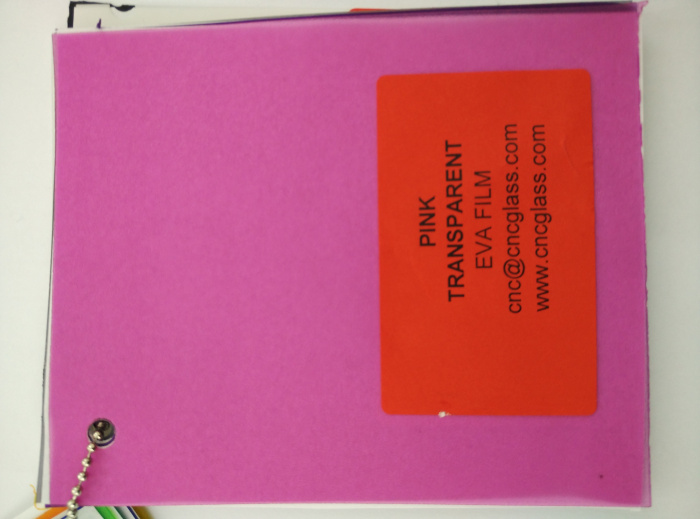 PINK
TRANSPARENT
EVA FILM
cnc@cncglass.com
www.cncglass.com